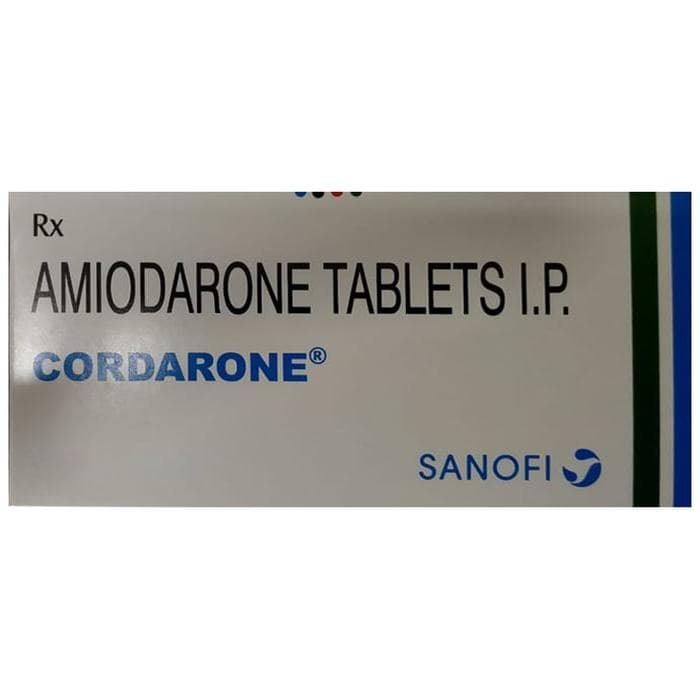 Rx
AMIODARONE TABLETS I.P.
CORDARONE®
SANOFI